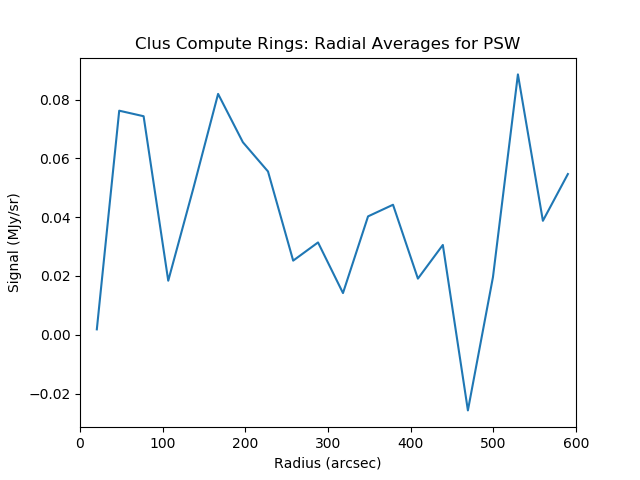 Clus Compute Rings: Radial Averages for PSW
Signal (MJy/sr)
0.08
0.06
0.04
0.02
0.00
−0.02
0 100 200 300 400 500 600
Radius (arcsec)